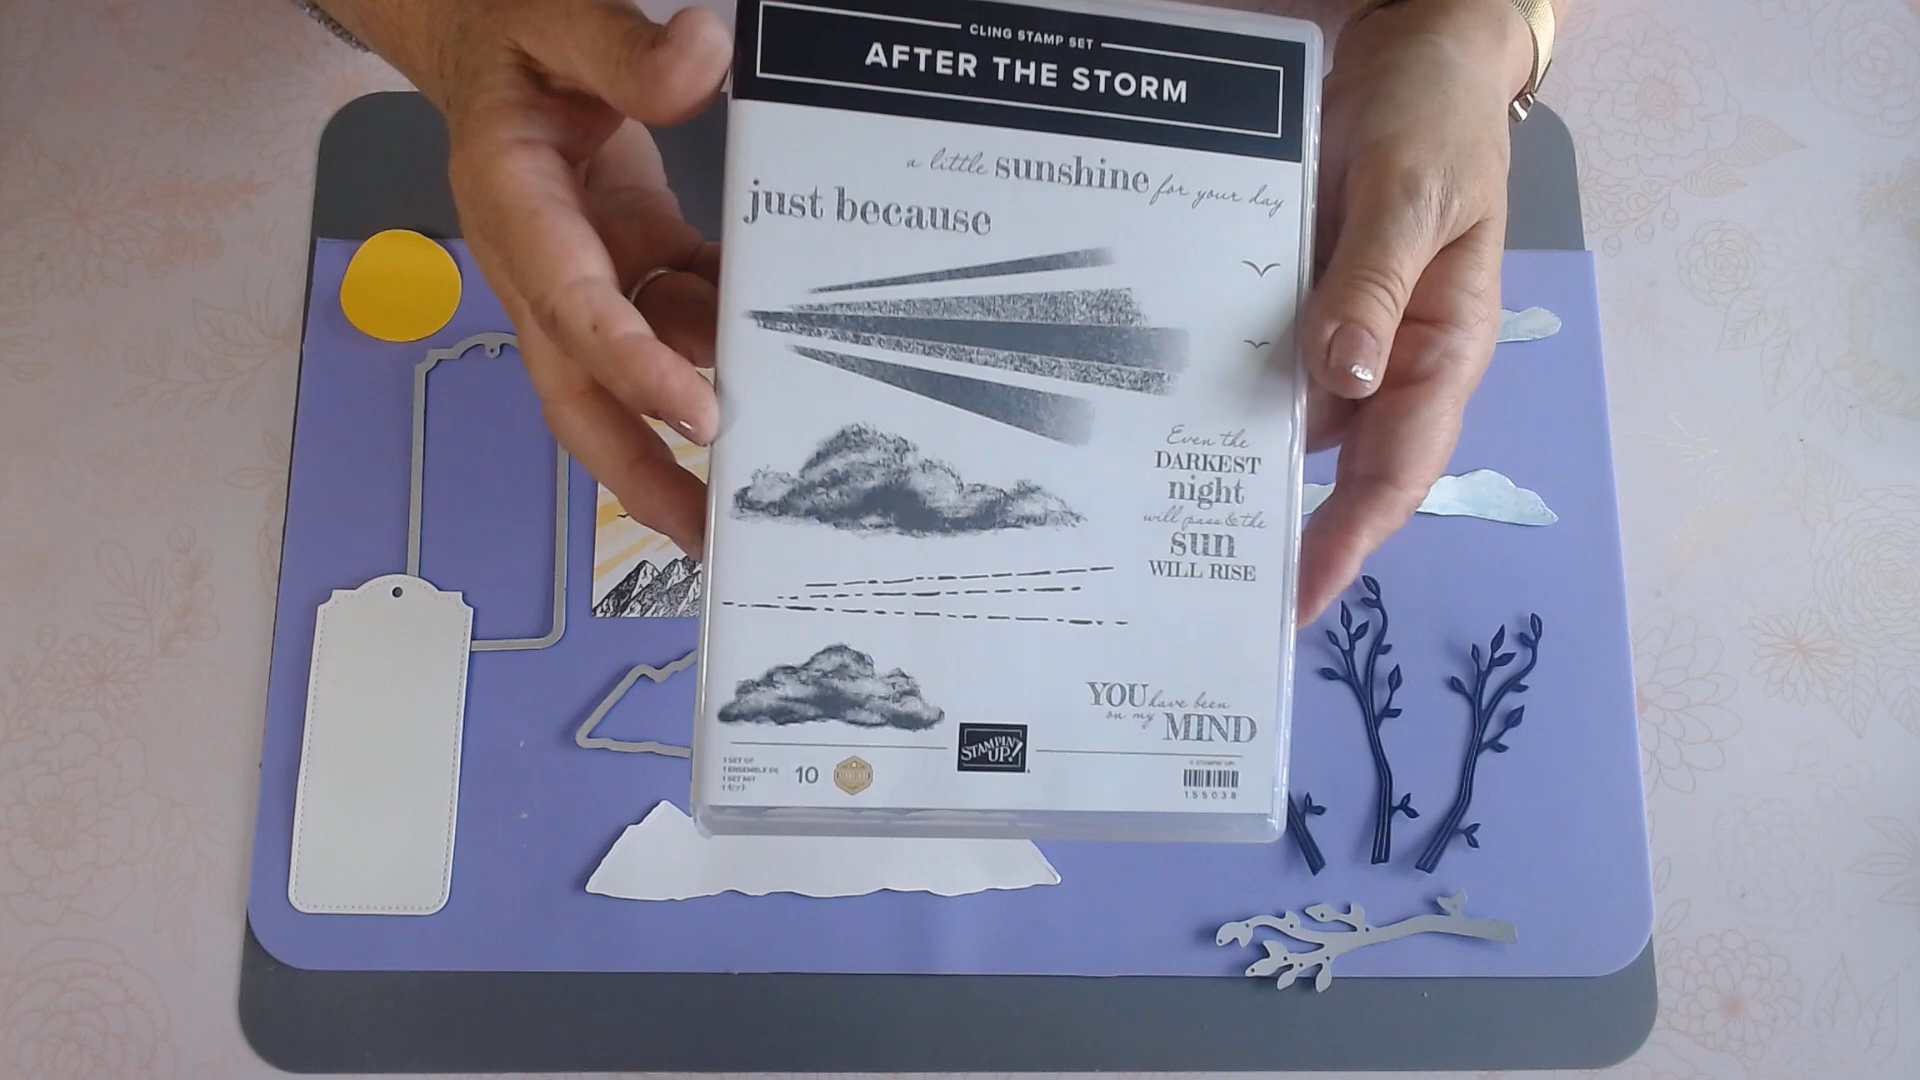 CLING STAMP SET
AFTER THE STORM
a little sunshine for your day
just because
Even the
DARKEST
night
will pass & the
sun
WILL RISE
YOU have been
on my MIND
STAMPIN'
UP!
1 SET OF
1 ENSEMBLE DE
1 SET MIT
10
155038